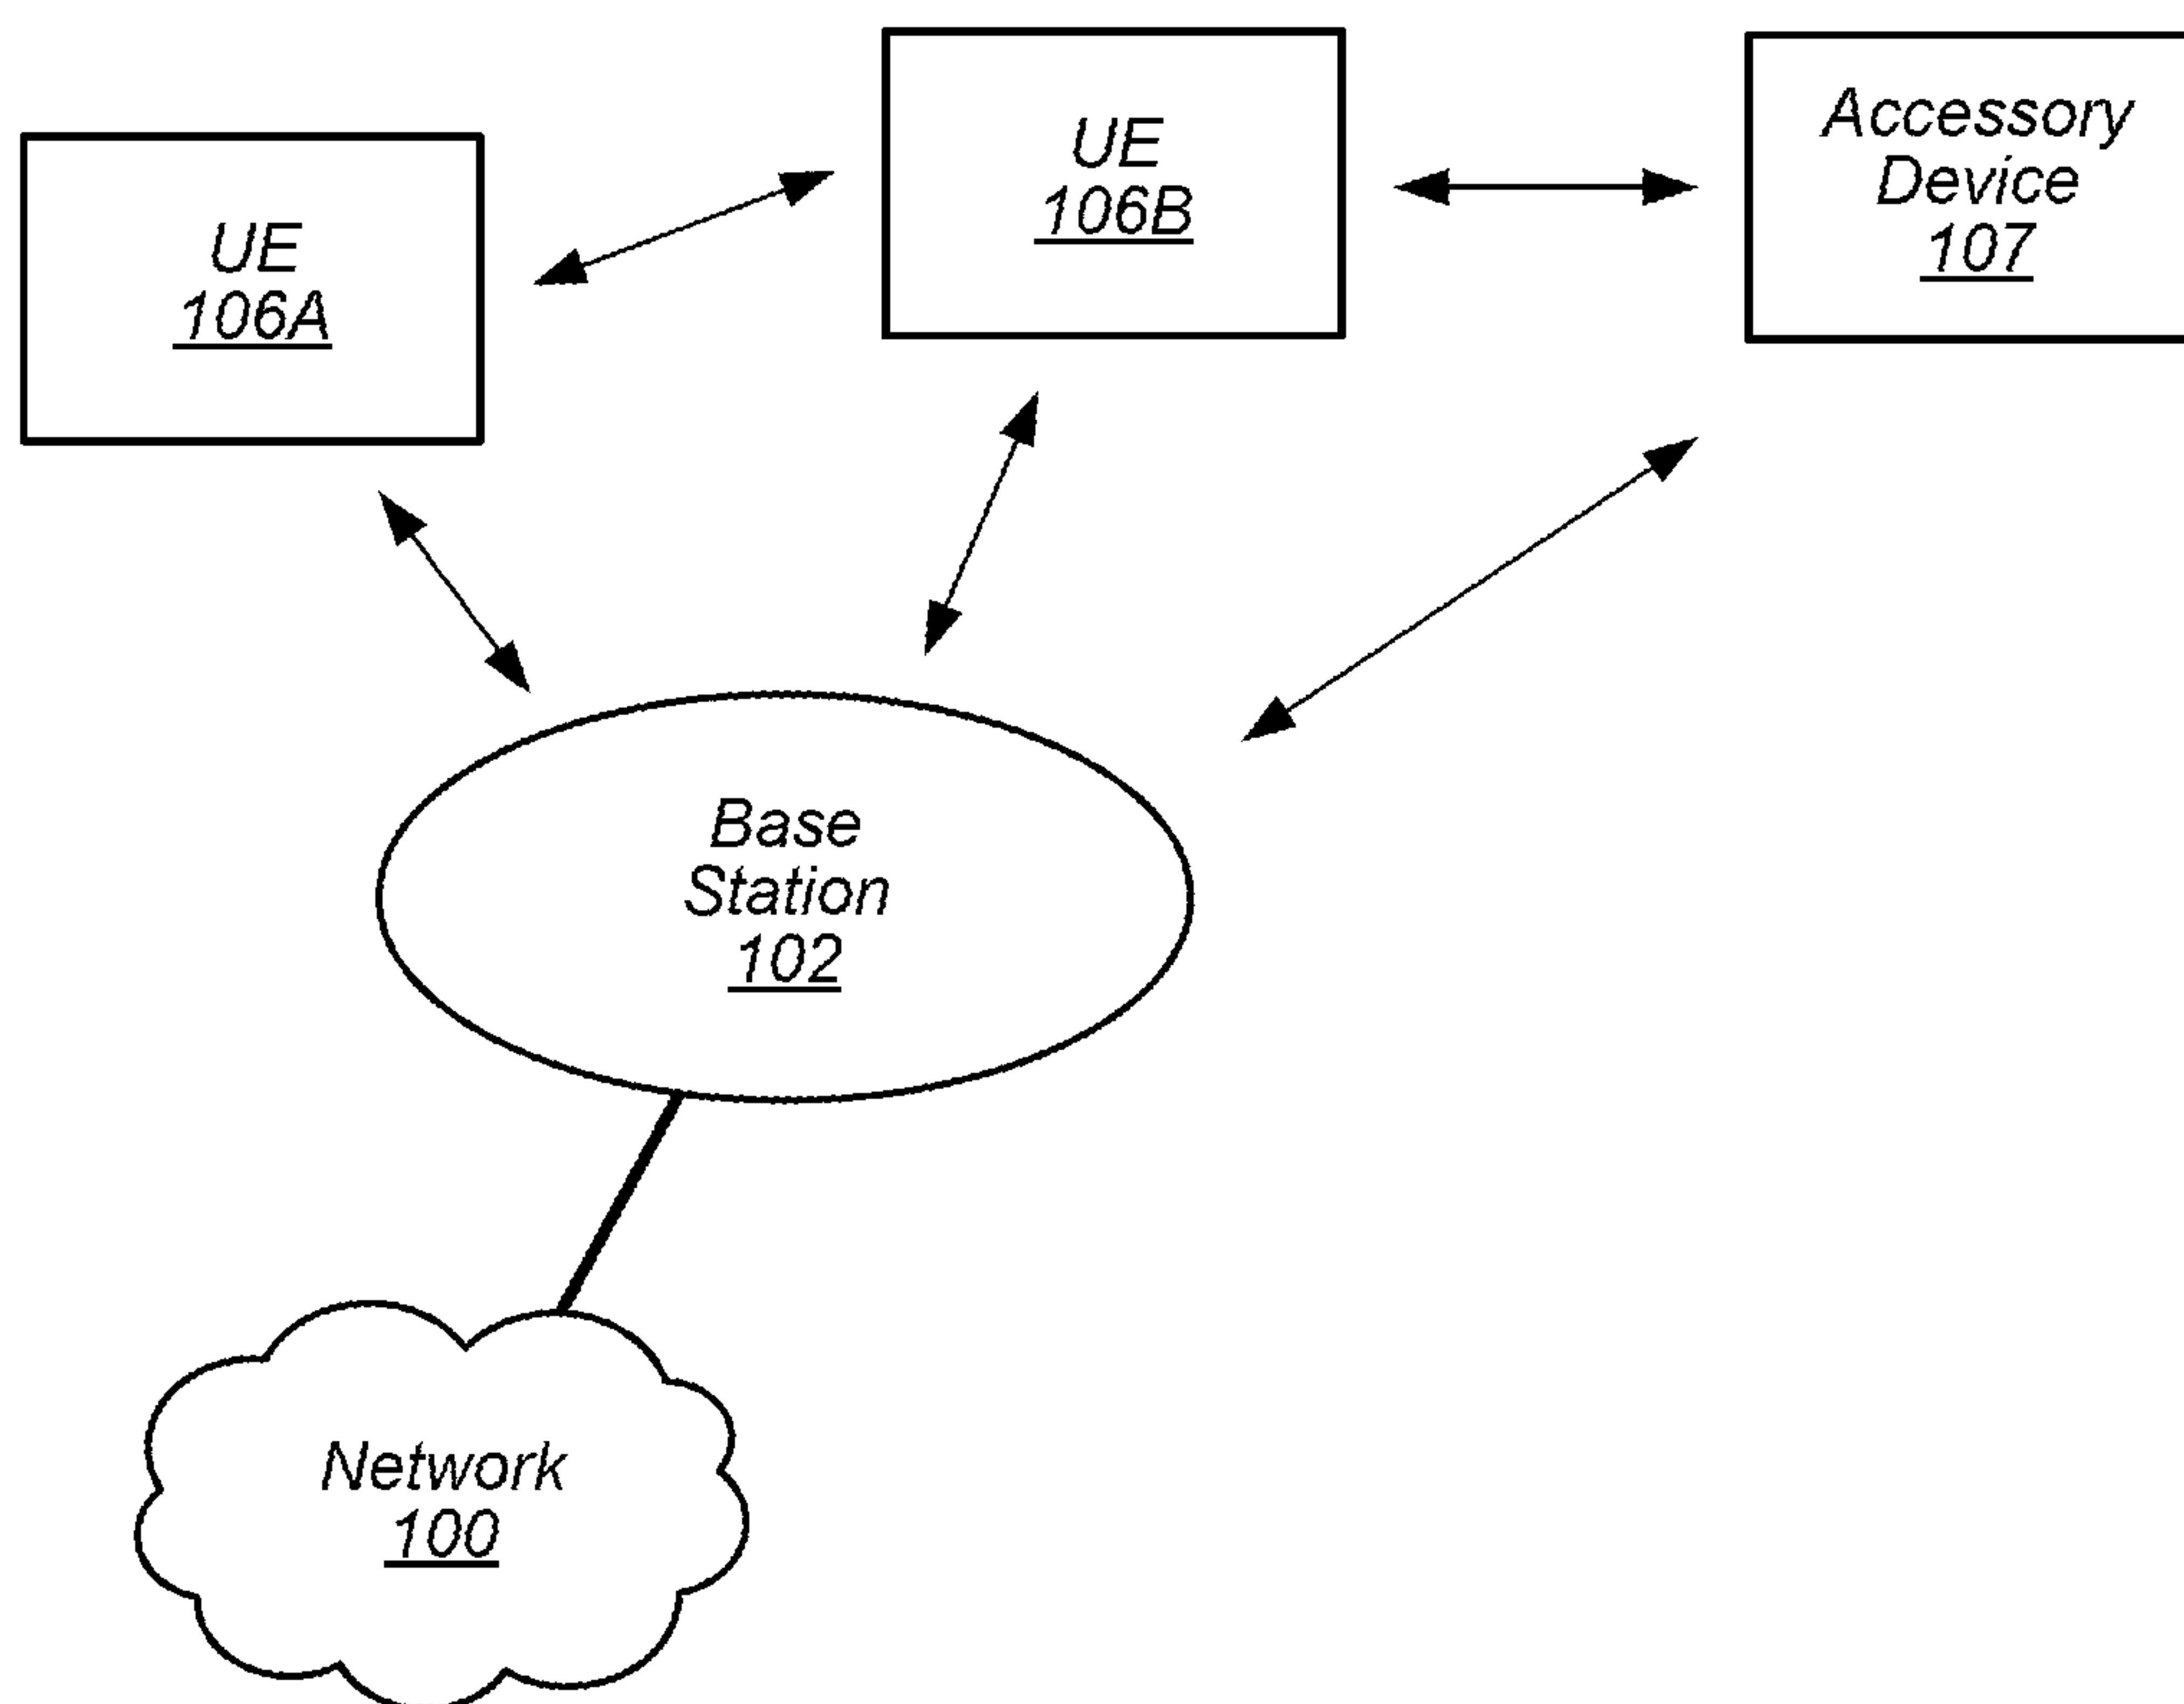 UE
106A
UE
106B
Accessory
Device
107
Base
Station
102
Network
100